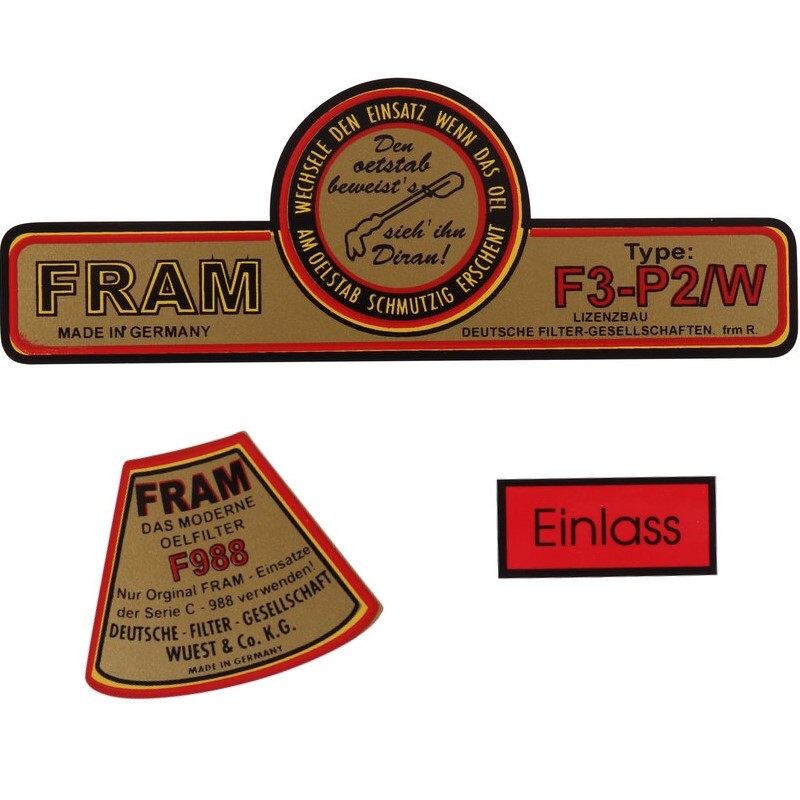 WECHSELE DEN EINSATZ WENN DAS OEL
AM OELSTAB SCHMUTZIG ERSCHENT
Den
oetstab
beweist's
sieh' ihn
Diran!
FRAM
MADE IN GERMANY
Type:
F3-P2/W
LIZENZBAU
DEUTSCHE FILTER-GESELLSCHAFTEN. frm R.
FRAM
DAS MODERNE
OELFILTER
F988
Nur Orginal FRAM - Einsätze
der Serie C - 988 verwenden!
DEUTSCHE - FILTER - GESELLSCHAFT
WUEST & Co. K.G.
MADE IN GERMANY
Einlass